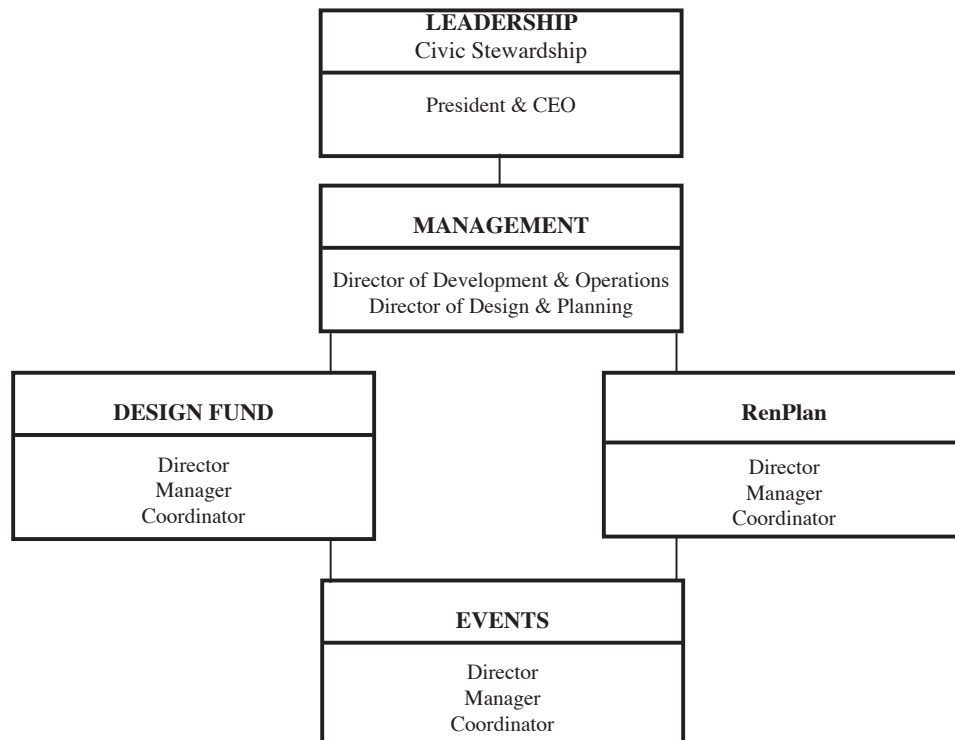 LEADERSHIP
Civic Stewardship
President & CEO
MANAGEMENT
Director of Development & Operations
Director of Design & Planning
DESIGN FUND
Director
Manager
Coordinator
RenPlan
Director
Manager
Coordinator
EVENTS
Director
Manager
Coordinator